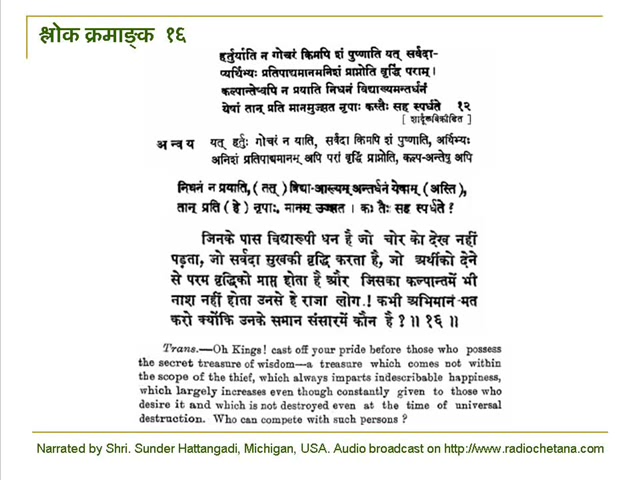 श्लोक क्रमाङ्क १६
हर्तुर्याति न गोचरं किमपि शं पुष्णाति यत् सर्वदा-
प्यर्थिभ्यः प्रतिपाद्यमानमनिशं प्राप्नोति वृद्धिं पराम् ।
कल्पान्तेष्वपि न प्रयाति निधनं विद्याख्यमन्तर्धनं
येषां तान् प्रति मानमुज्झत नृपाः कस्तैः सह स्पर्धते १२
[ शार्दूलविक्रीडित ]
अन्वय यत् हर्तुः गोचरं न याति, सर्वदा किमपि शं पुष्णाति, अर्थिभ्यः
अनिशं प्रतिपाद्यमानम् अपि परां वृद्धिं प्राप्नोति, कल्प-अन्तेषु अपि
निधनं न प्रयाति, (तस्) विद्या-आख्यम् अन्तर्धनं येषाम् (अस्ति),
तान् प्रति (हे) नृपाः, मानम् उज्झत । कः तैः सह स्पर्धते ?
जिनके पास विद्यारूपी धन है जो चोर को देख नहीं
पड़ता, जो सर्वदा सुखकी वृद्धि करता है, जो अर्थीको देने
से परम वृद्धिको प्राप्त होता है और जिसका कल्पान्तमें भी
नाश नहीं होता उनसे हे राजा लोग ! कभी अभिमान मत
करो क्योंकि उनके समान संसारमें कौन है ? ॥ १६ ॥
Trans.—Oh Kings! cast off your pride before those who possess
the secret treasure of wisdom—a treasure which comes not within
the scope of the thief, which always imparts indescribable happiness,
which largely increases even though constantly given to those who
desire it and which is not destroyed even at the time of universal
destruction. Who can compete with such persons ?
Narrated by Shri. Sunder Hattangadi, Michigan, USA. Audio broadcast on http://www.radiochetana.com